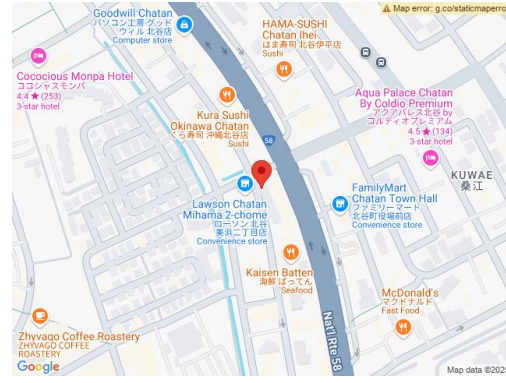 Map error: g.co/staticmaperro
Goodwill Chatan
パソコン工房 グッド
ウィル 北谷店
Computer store
HAMA-SUSHI
Chatan Ihei
はま寿司 北谷伊平店
Sushi
Cocochious Monpa Hotel
ココシャスモンパ
4.4 ★ (253)
3-star hotel
Aqua Palace Chatan
By Coldio Premium
アクアパレス北谷 by
コルディオプレミアム
4.5 ★ (134)
3-star hotel
Kura Sushi
Okinawa Chatan
くら寿司 沖縄北谷店
Sushi
58
KUWAE
桑江
Lawson Chatan
Mihama 2-chome
ローソン 北谷
美浜二丁目店
Convenience store
FamilyMart
Chatan Town Hall
ファミリーマート
北谷町役場前店
Convenience store
Kaisen Batten
海鮮 ばってん
Seafood
McDonald's
マクドナルド
Fast Food
Nat'l Rte 58
Zhyvago Coffee Roastery
ZHYVAGO COFFEE
ROASTERY
Google
Map data ©2025